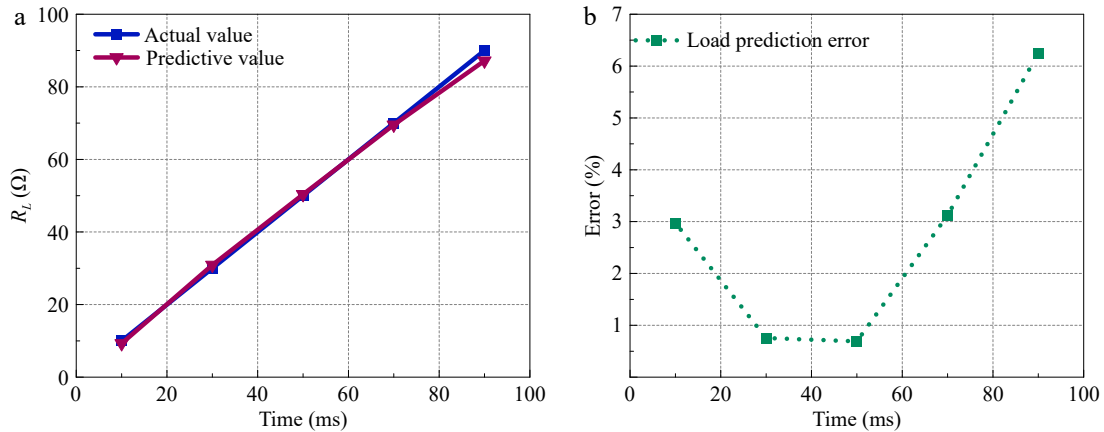 a
100
80
60
40
20
0
R_L (Ω)
Actual value
Predictive value
0 20 40 60 80 100
Time (ms)
b
7
6
5
4
3
2
1
Error (%)
Load prediction error
0 20 40 60 80 100
Time (ms)